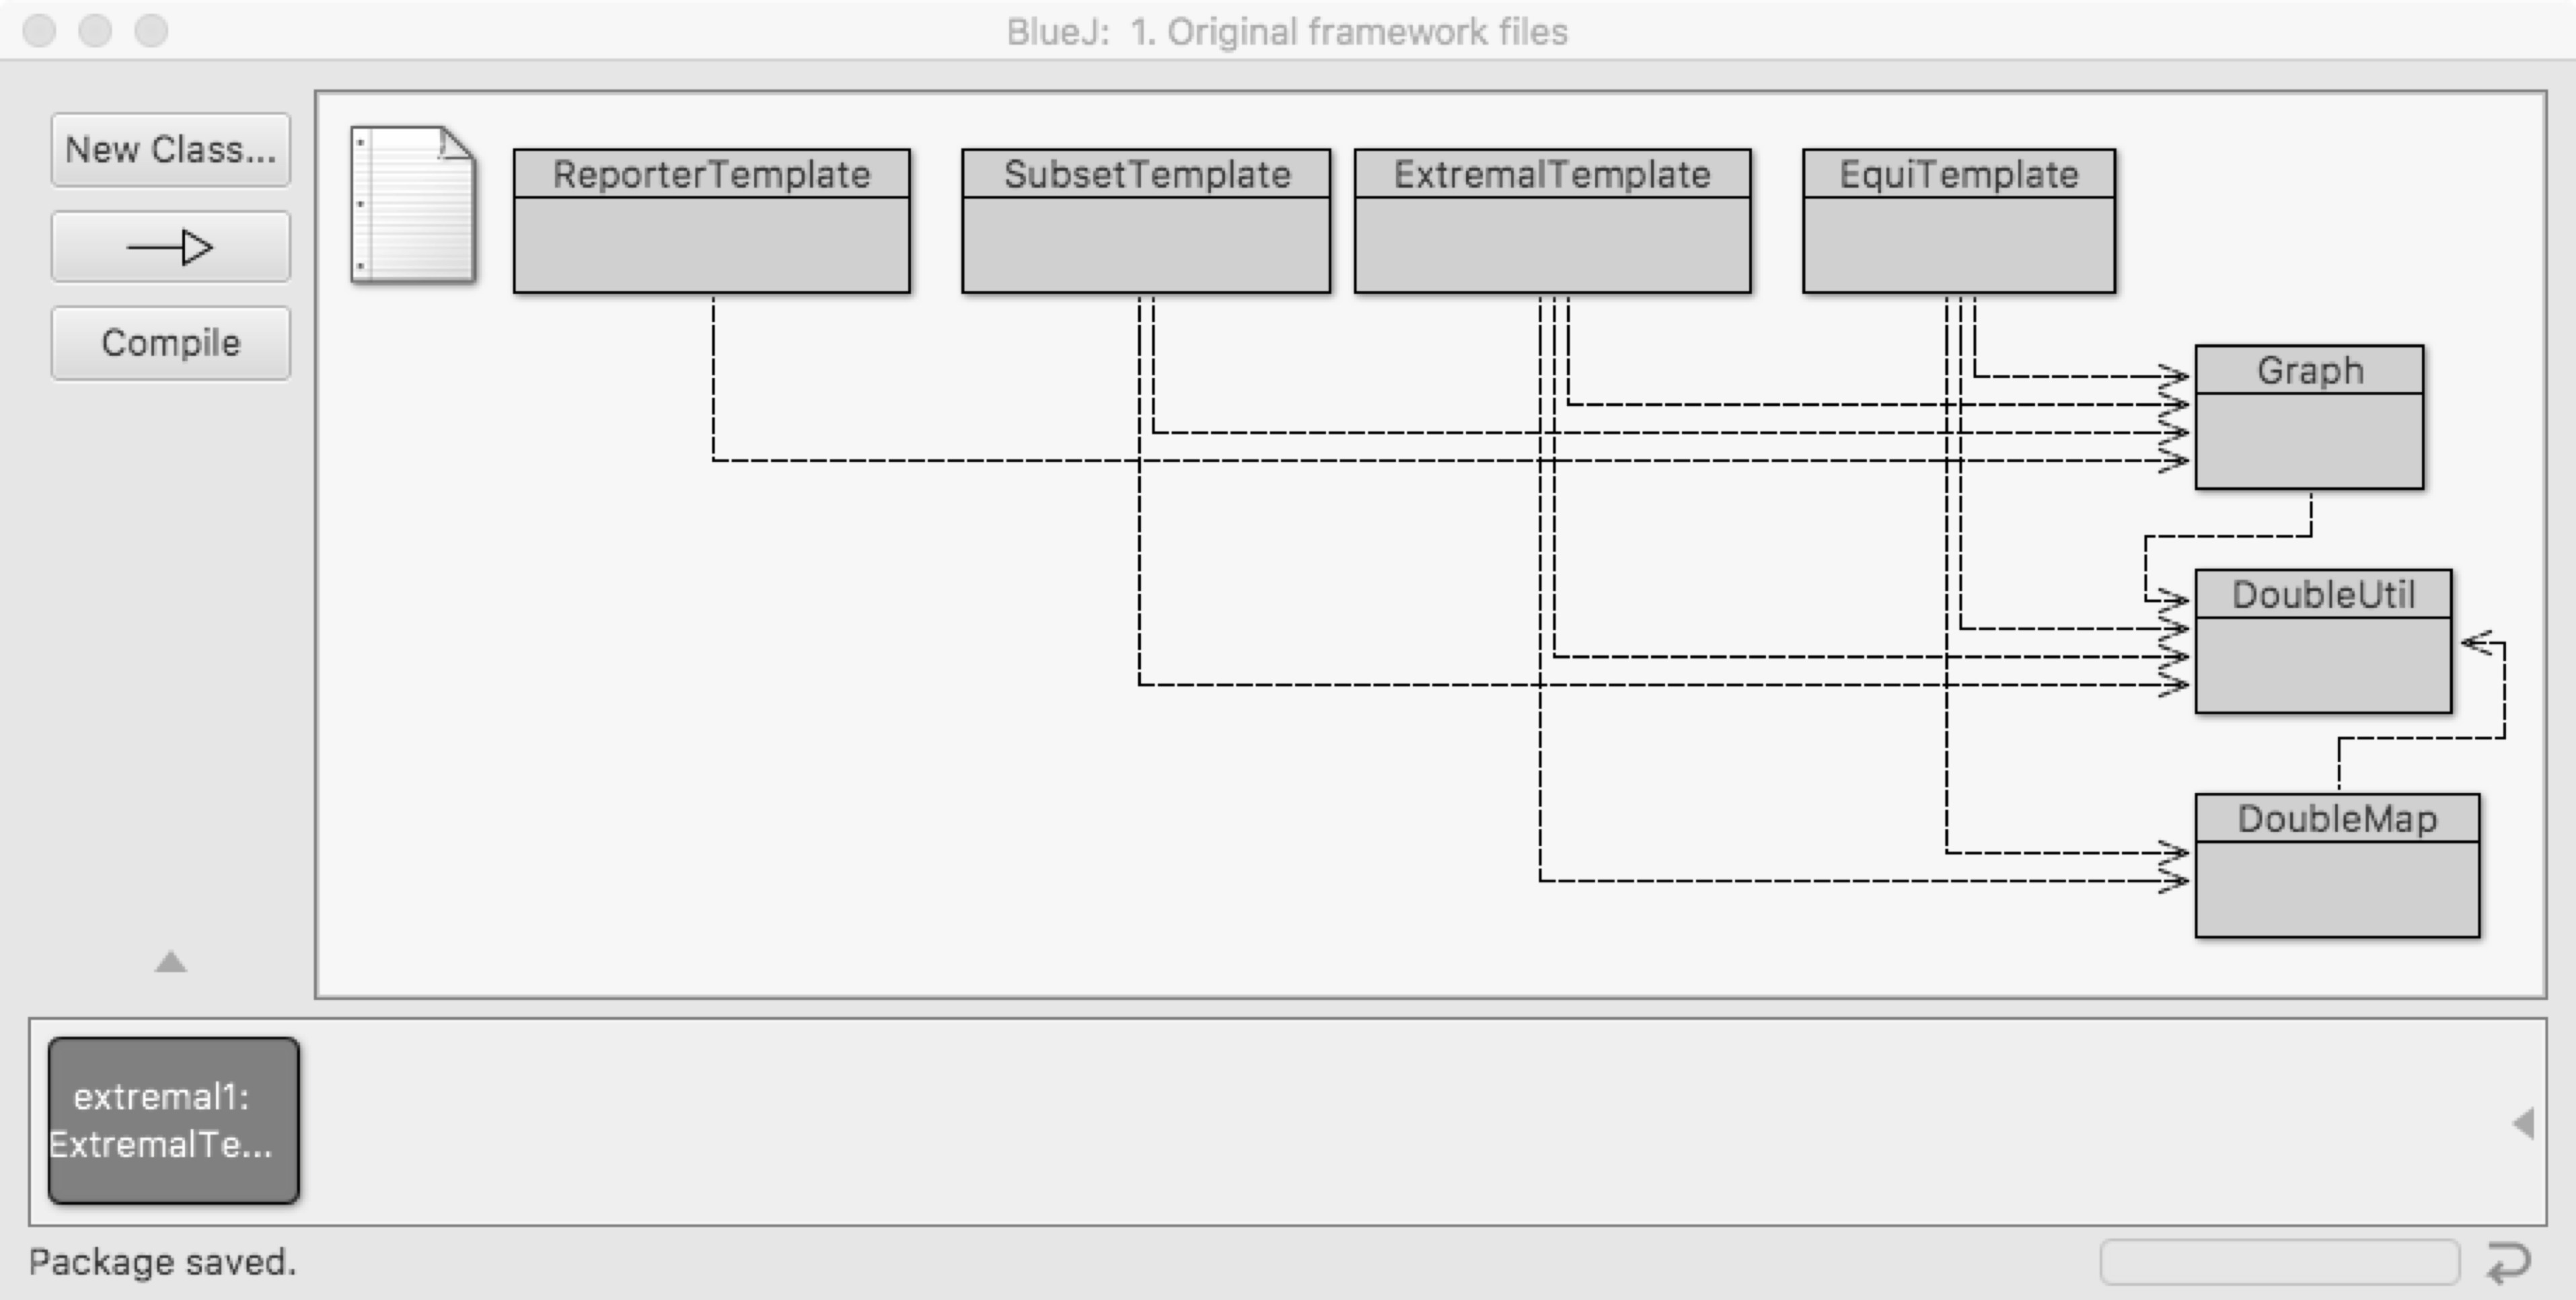 BlueJ:  1. Original framework files
New Class...
Compile
ReporterTemplate
SubsetTemplate
ExtremalTemplate
EquiTemplate
Graph
DoubleUtil
DoubleMap
extremal1:
ExtremalTe...
Package saved.